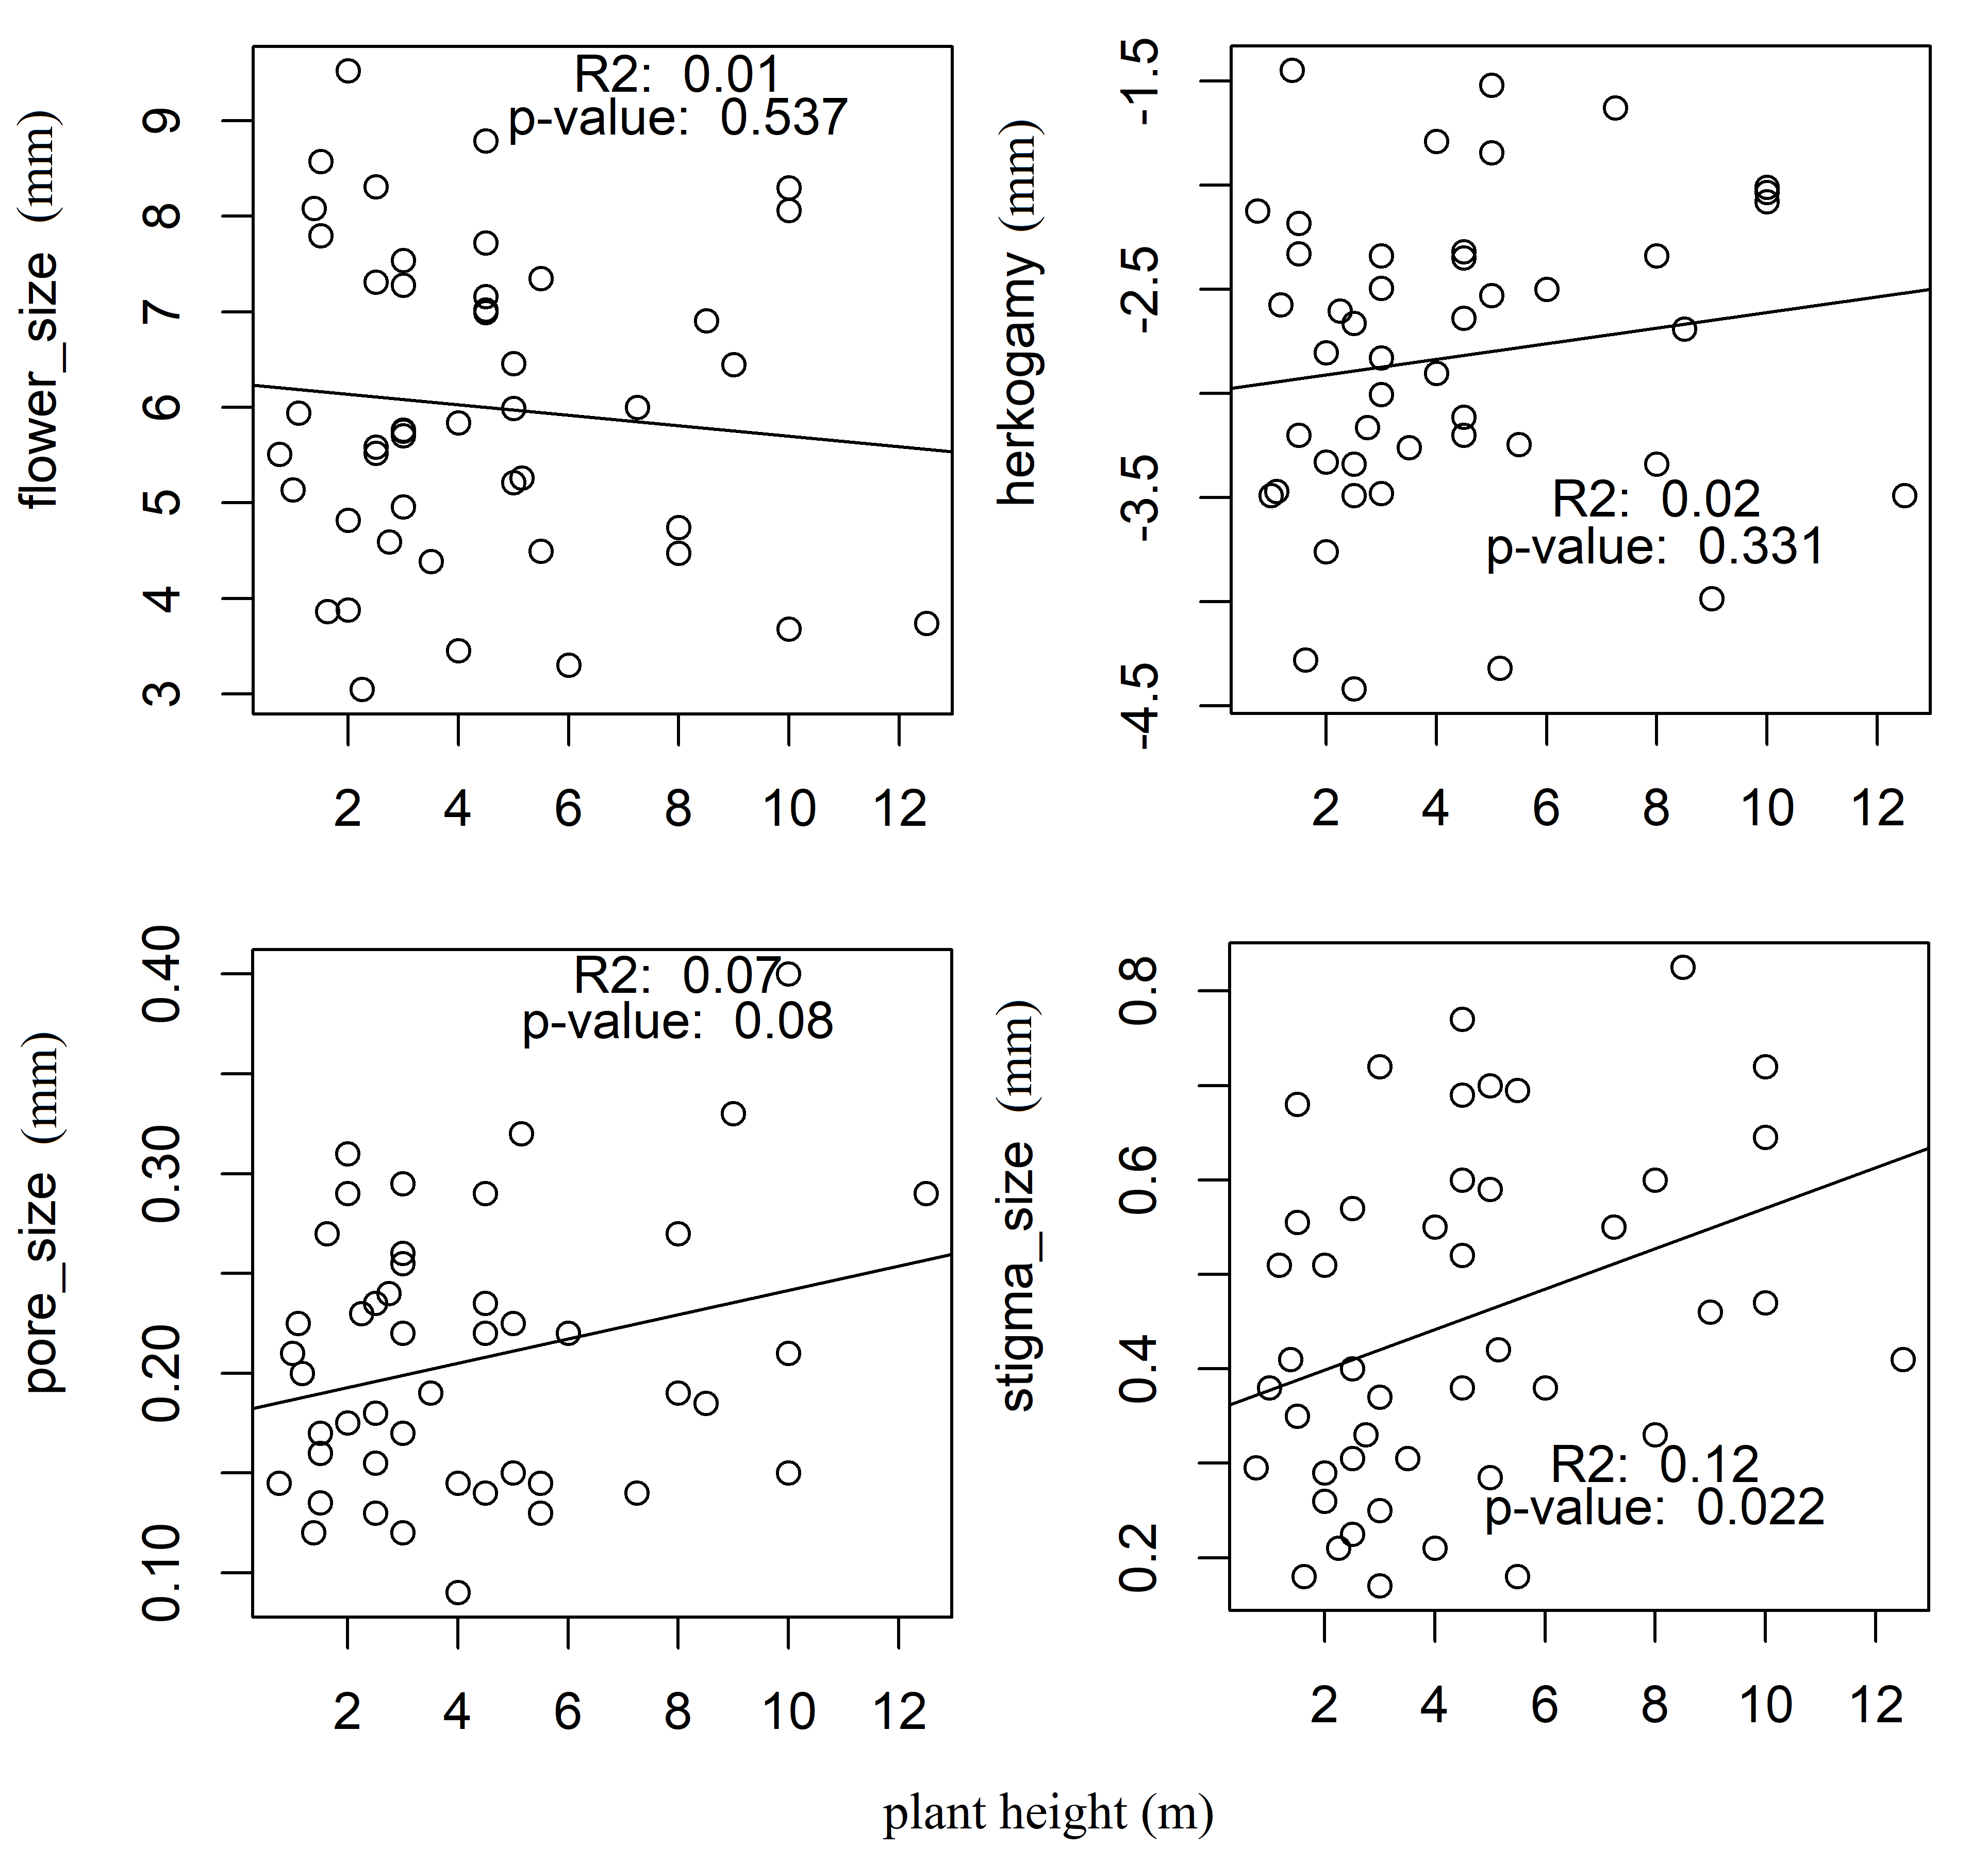 R2: 0.01
p-value: 0.537
flower_size (mm)
9
8
7
6
5
4
3
2 4 6 8 10 12
R2: 0.02
p-value: 0.331
herkogamy (mm)
-1.5
-2.5
-3.5
-4.5
2 4 6 8 10 12
R2: 0.07
p-value: 0.08
pore_size (mm)
0.40
0.30
0.20
0.10
2 4 6 8 10 12
R2: 0.12
p-value: 0.022
stigma_size (mm)
0.8
0.6
0.4
0.2
2 4 6 8 10 12
plant height (m)